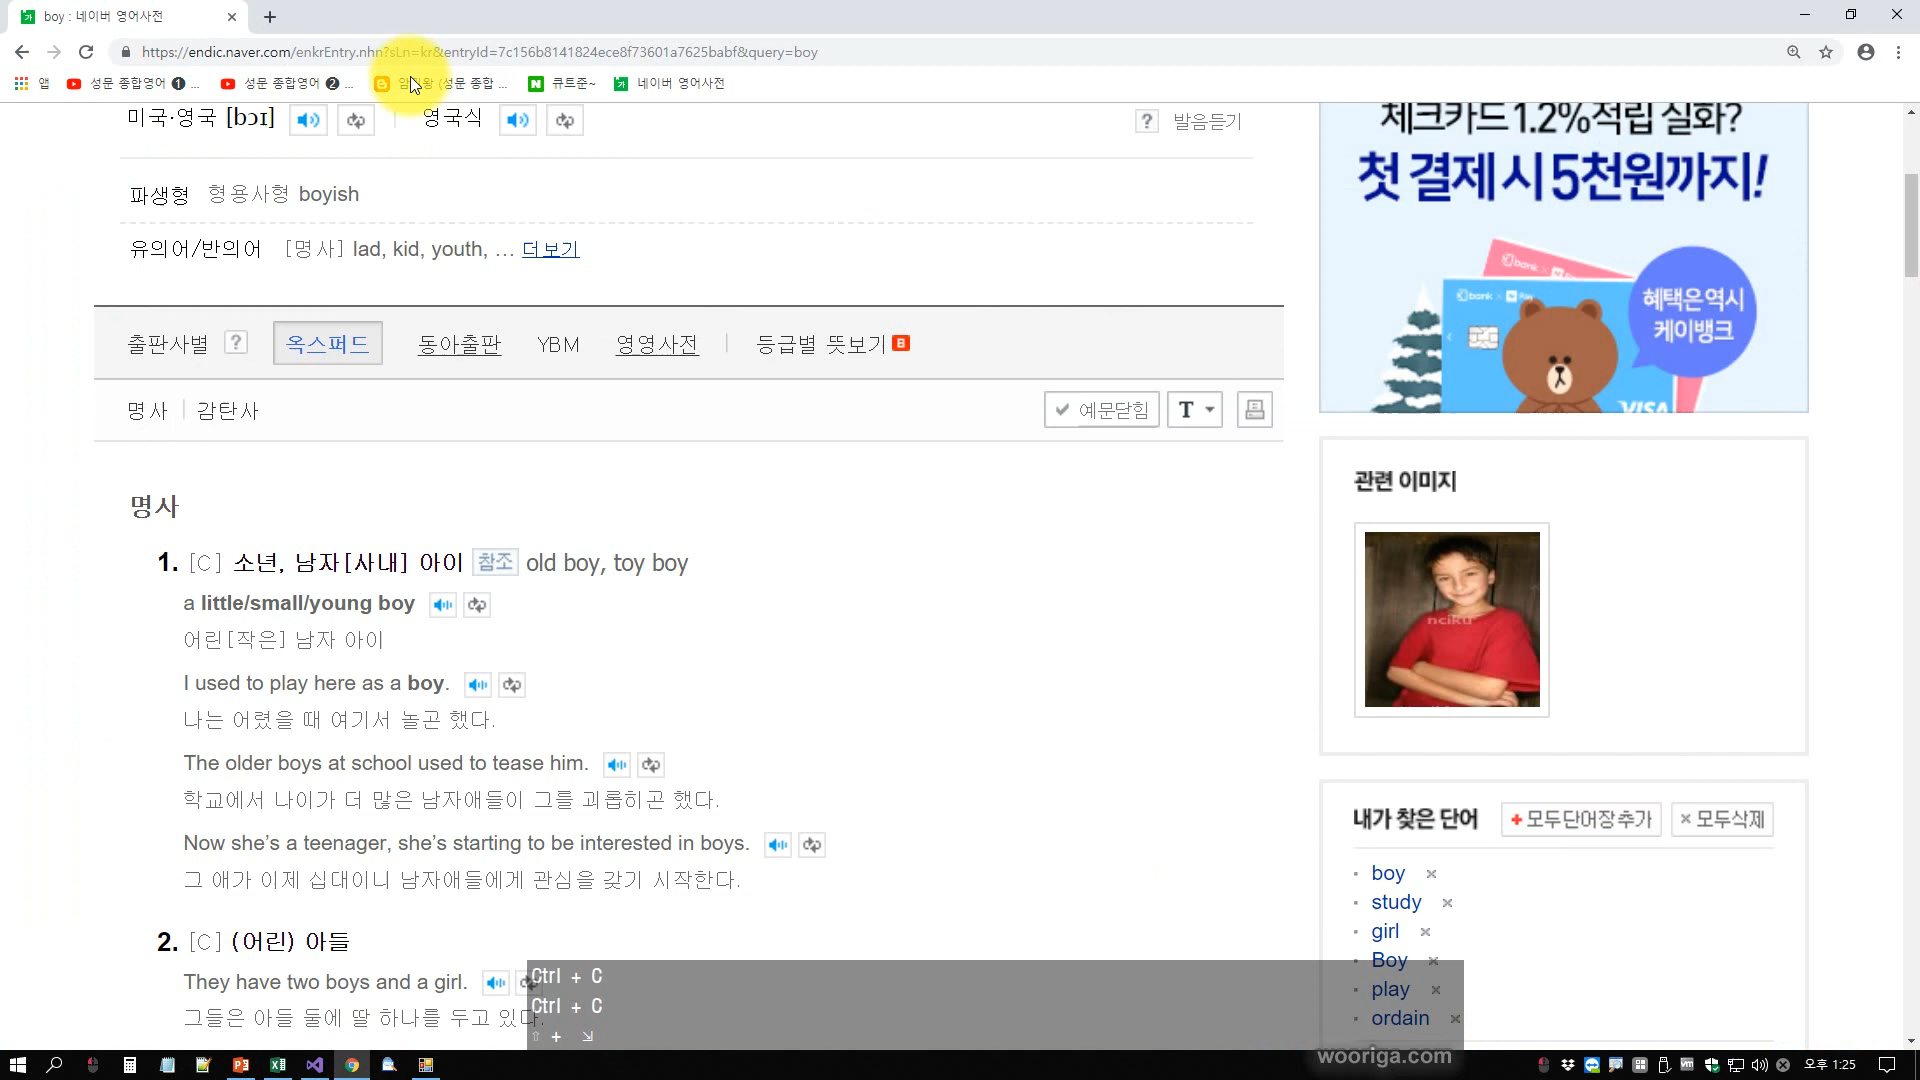 boy : 네이버 영어사전
https://endic.naver.com/enkrEntry.nhn?sLn=kr&entryId=7c156b8141824ece8f73601a7625babf&query=boy
앱 성문 종합영어 ❶ ... 성문 종합영어 ❷ ... (성문 종합 ... 큐트준~ 네이버 영어사전
미국·영국 [bɔɪ] 영국식 ? 발음듣기
파생형 형용사형 boyish
유의어/반의어 [명사] lad, kid, youth, … 더보기
출판사별 ? 옥스퍼드 동아출판 YBM 영영사전 등급별 뜻보기 B
명사 감탄사 예문닫힘 T
명사
1. [C] 소년, 남자[사내] 아이 참조 old boy, toy boy
a little/small/young boy
어린[작은] 남자 아이
I used to play here as a boy.
나는 어렸을 때 여기서 놀곤 했다.
The older boys at school used to tease him.
학교에서 나이가 더 많은 남자애들이 그를 괴롭히곤 했다.
Now she's a teenager, she's starting to be interested in boys.
그 애가 이제 십대이니 남자애들에게 관심을 갖기 시작한다.
2. [C] (어린) 아들
They have two boys and a girl.
그들은 아들 둘에 딸 하나를 두고 있다.
체크카드 1.2%적립 실화?
첫 결제 시 5천원까지!
혜택은 역시
케이뱅크
bank
bank Pay
VISA
관련 이미지
nciku
내가 찾은 단어 + 모두단어장추가 × 모두삭제
boy ×
study ×
girl ×
Boy ×
play ×
ordain ×
Ctrl + C
Ctrl + C
⇧ + ⇲
wooriga.com
오후 1:25